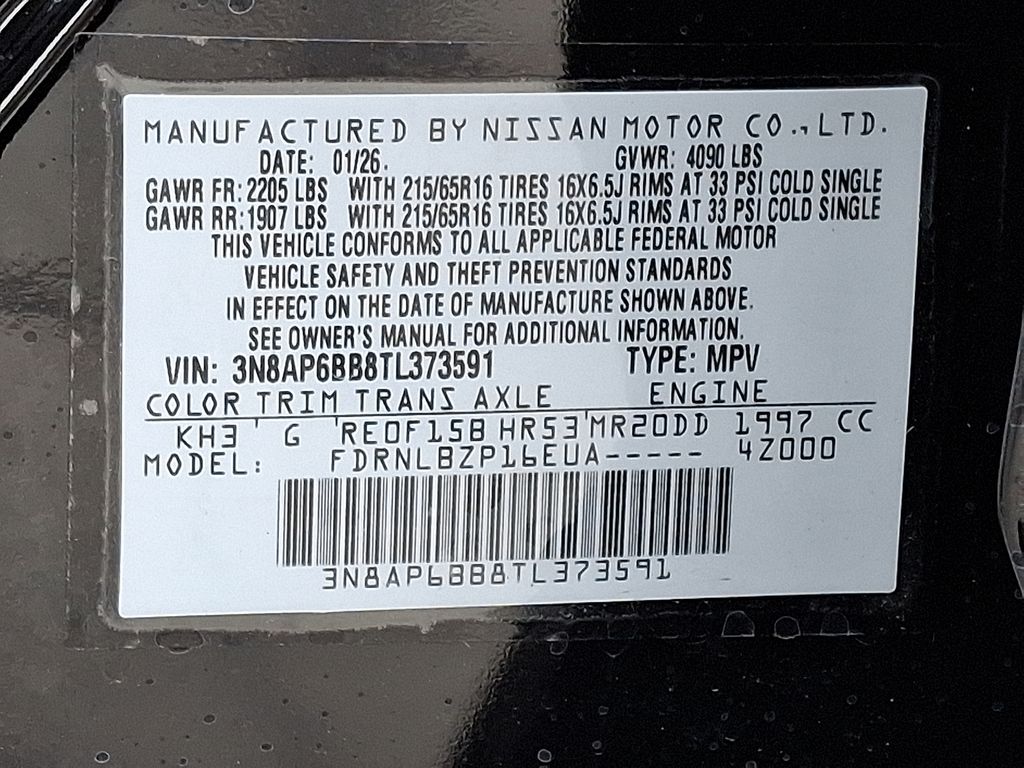 MANUFACTURED BY NISSAN MOTOR CO., LTD.
DATE: 01/26. GVWR: 4090 LBS
GAWR FR: 2205 LBS WITH 215/65R16 TIRES 16X6.5J RIMS AT 33 PSI COLD SINGLE
GAWR RR: 1907 LBS WITH 215/65R16 TIRES 16X6.5J RIMS AT 33 PSI COLD SINGLE
THIS VEHICLE CONFORMS TO ALL APPLICABLE FEDERAL MOTOR
VEHICLE SAFETY AND THEFT PREVENTION STANDARDS
IN EFFECT ON THE DATE OF MANUFACTURE SHOWN ABOVE.
SEE OWNER'S MANUAL FOR ADDITIONAL INFORMATION.
VIN: 3N8AP6BB8TL373591 TYPE: MPV
COLOR TRIM TRANS AXLE ENGINE
KH3 ' G 'RE0F15B HR53'MR20DD 1997 CC
MODEL: FDRNLBZP16EUA----- 4Z000
3N8AP6BB8TL373591